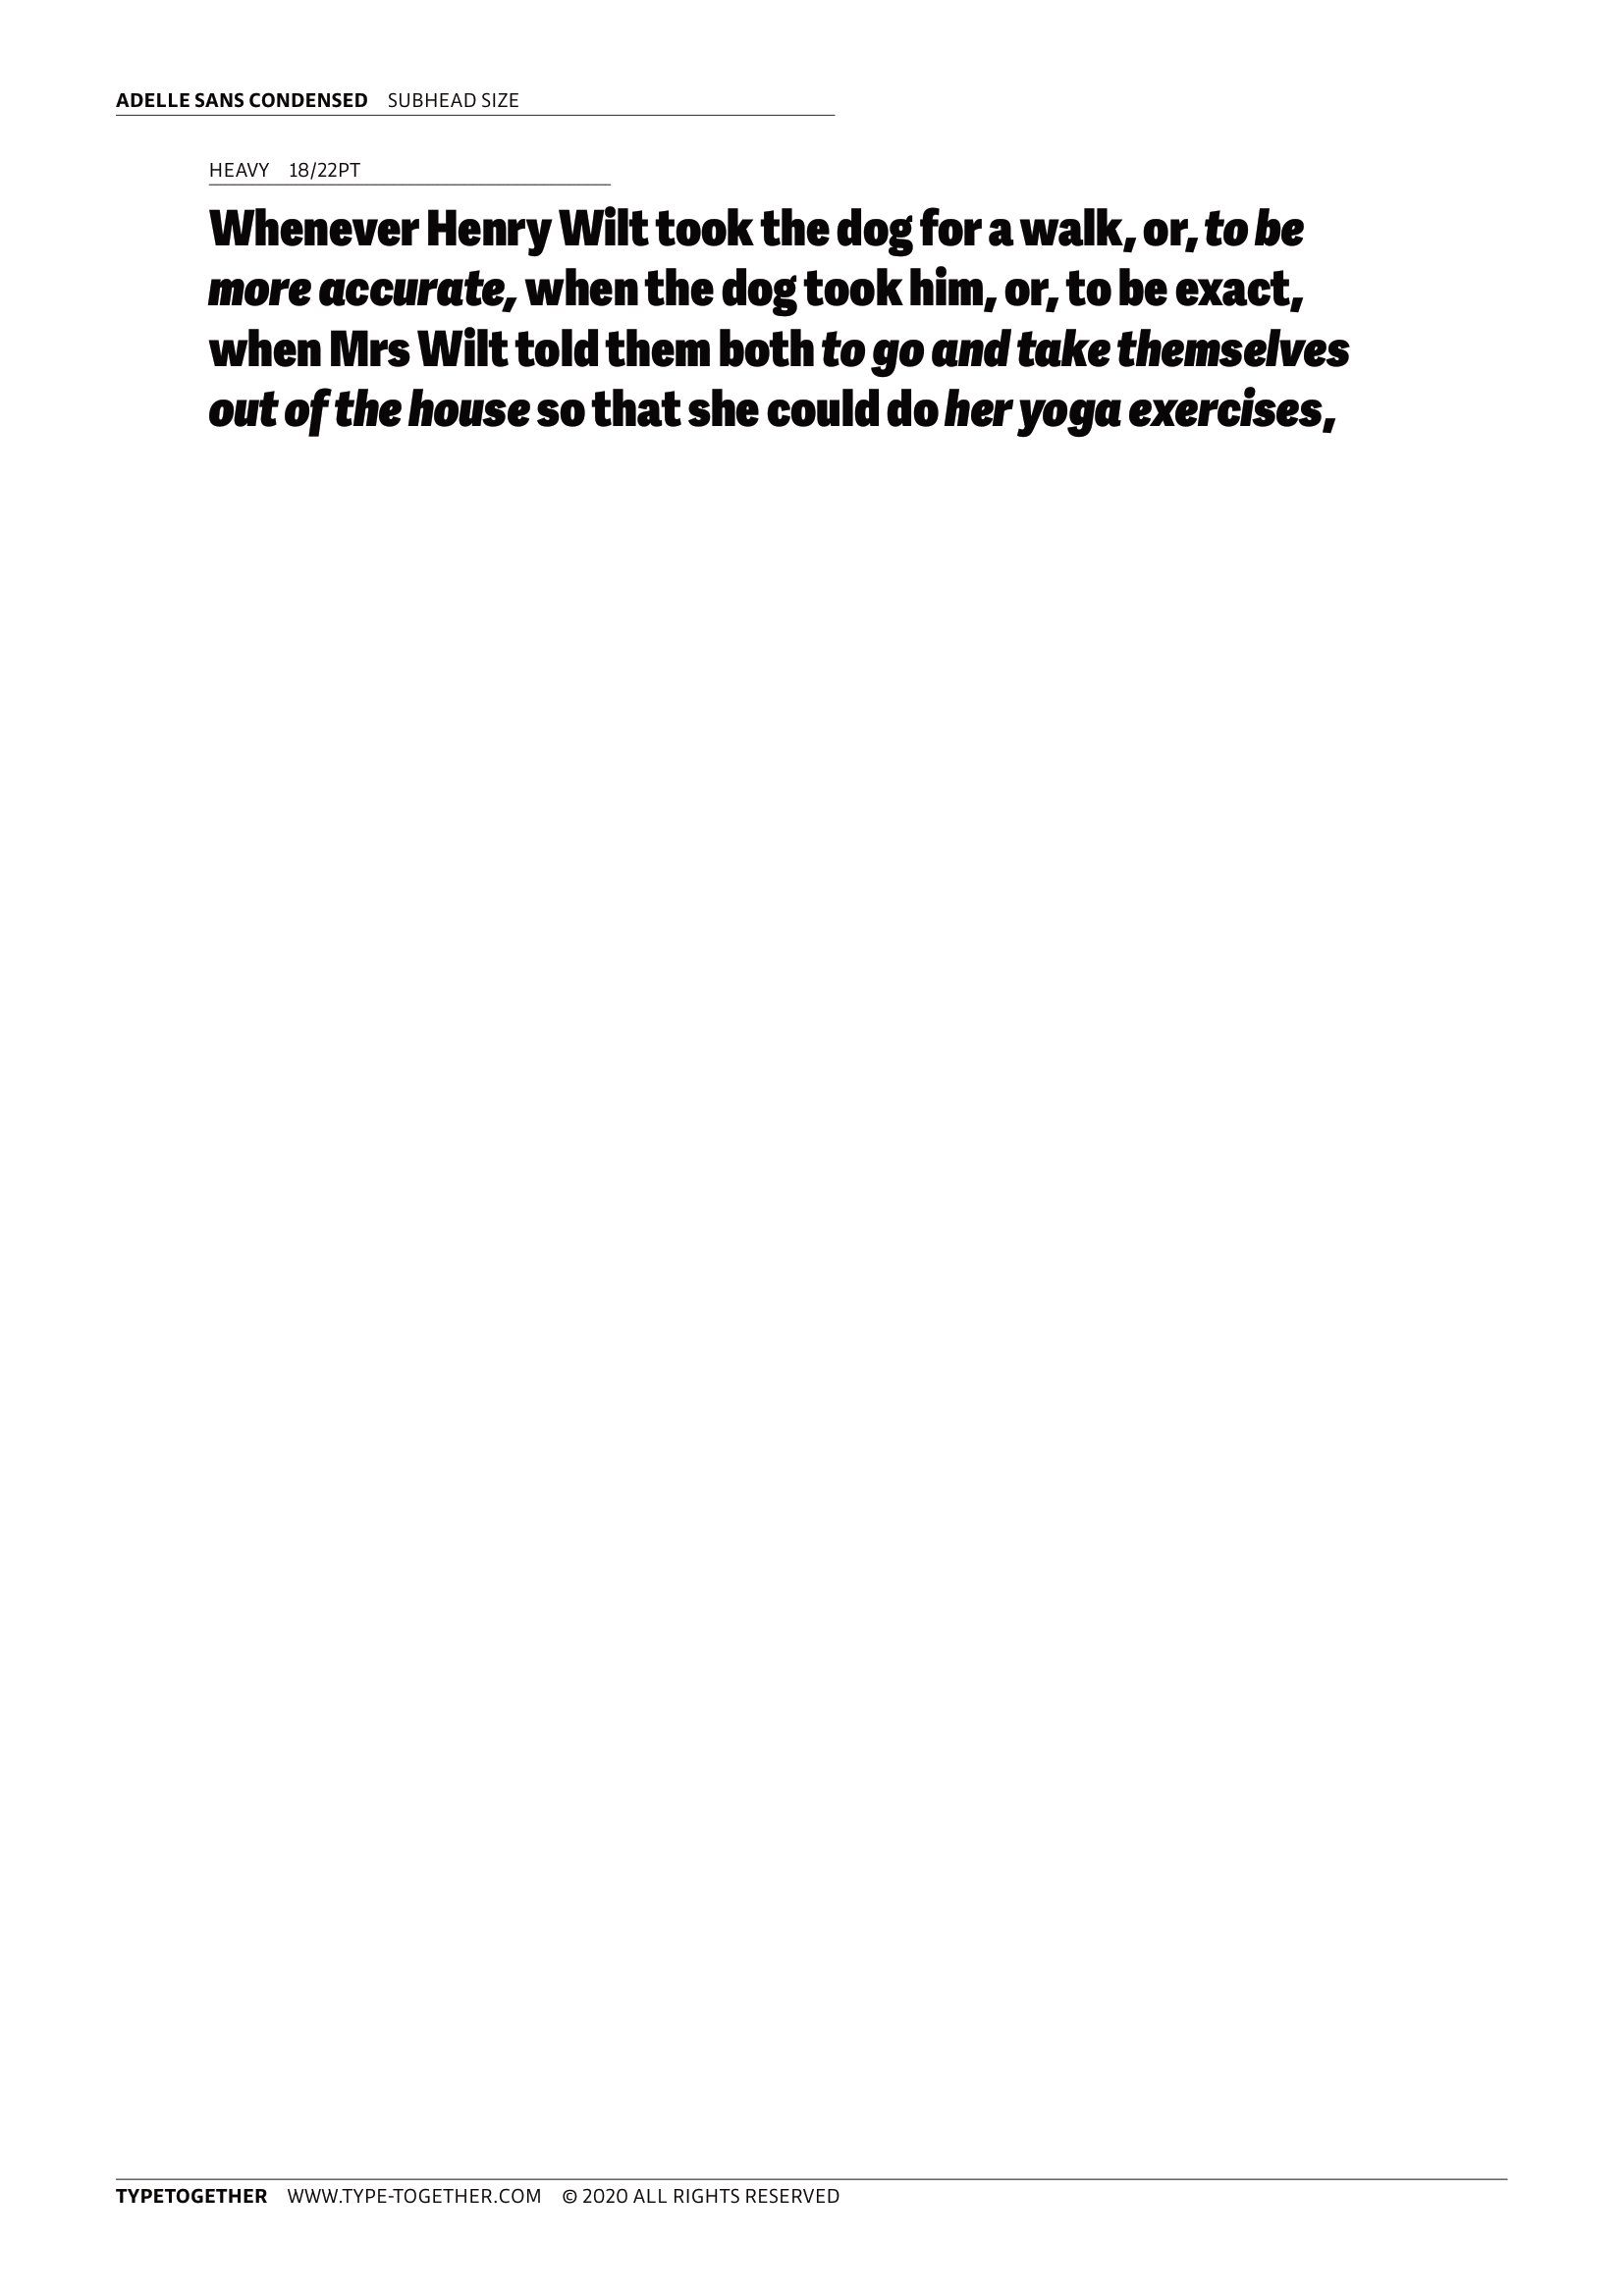 ADELLE SANS CONDENSED SUBHEAD SIZE
HEAVY 18/22PT
Whenever Henry Wilt took the dog for a walk, or, to be
more accurate, when the dog took him, or, to be exact,
when Mrs Wilt told them both to go and take themselves
out of the house so that she could do her yoga exercises,
TYPETOGETHER WWW.TYPE-TOGETHER.COM © 2020 ALL RIGHTS RESERVED